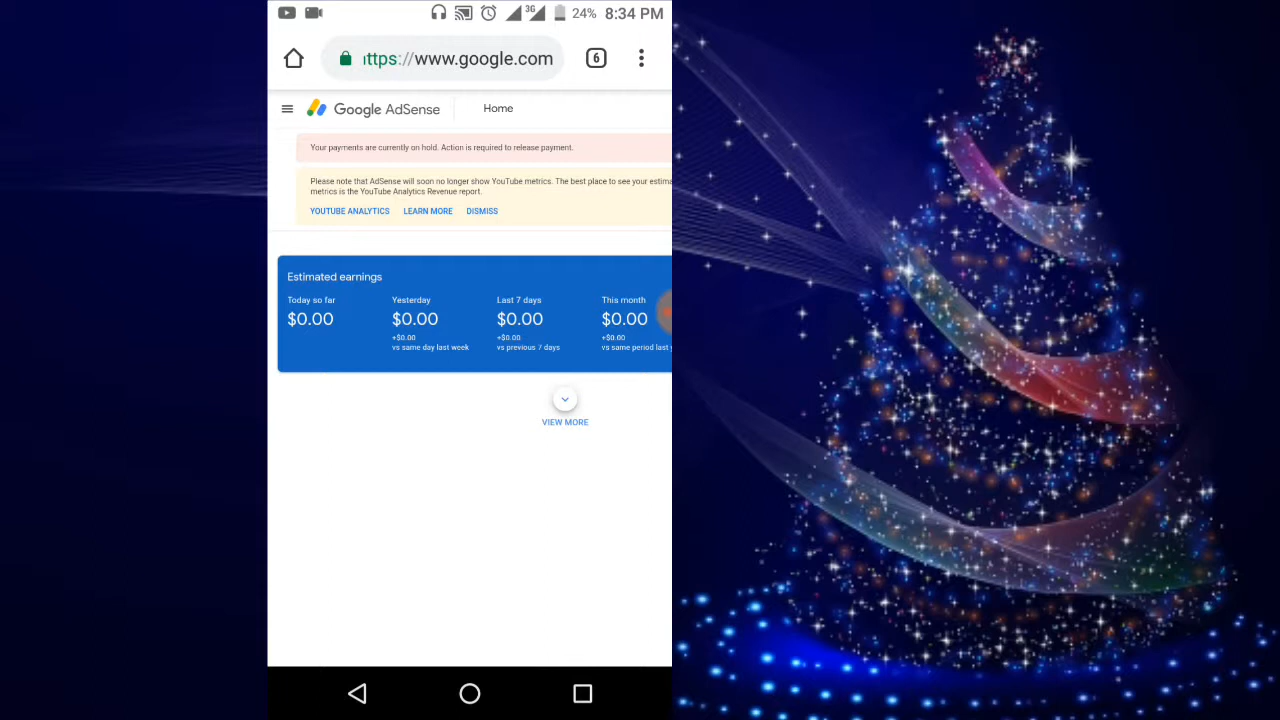 3G 24% 8:34 PM
ttps://www.google.com 6
Google AdSense Home
Your payments are currently on hold. Action is required to release payment.
Please note that AdSense will soon no longer show YouTube metrics. The best place to see your estima
metrics is the YouTube Analytics Revenue report.
YOUTUBE ANALYTICS LEARN MORE DISMISS
Estimated earnings
Today so far Yesterday Last 7 days This month
$0.00 $0.00 $0.00 $0.00
+$0.00 +$0.00 +$0.00
vs same day last week vs previous 7 days vs same period last y
VIEW MORE